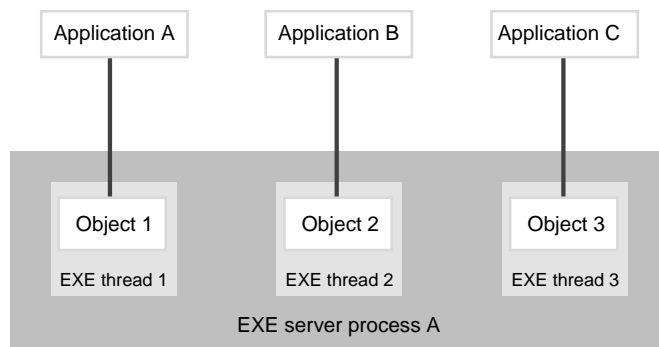 Application A
Application B
Application C
Object 1
Object 2
Object 3
EXE thread 1
EXE thread 2
EXE thread 3
EXE server process A